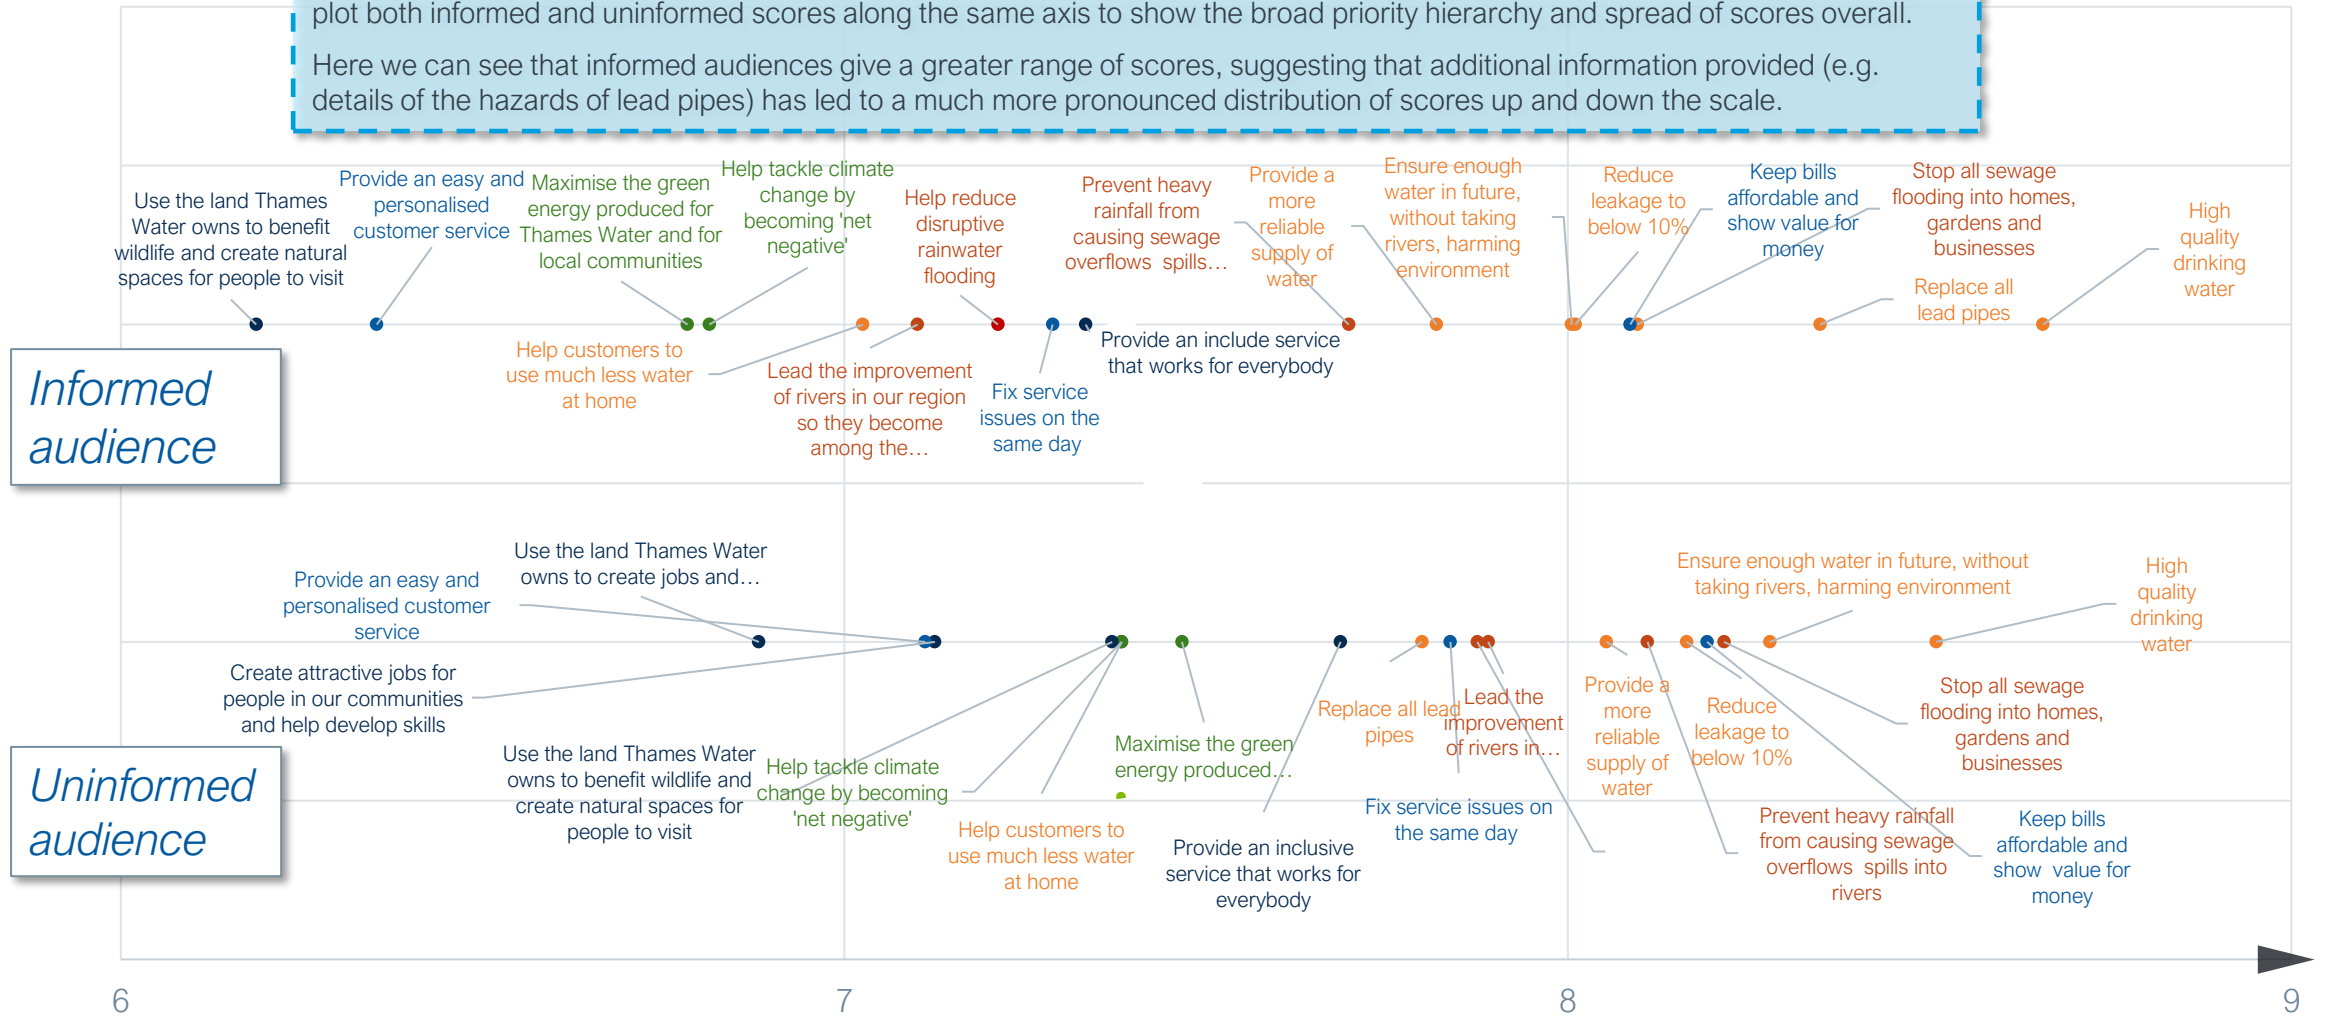 plot both informed and uninformed scores along the same axis to show the broad priority hierarchy and spread of scores overall.
Here we can see that informed audiences give a greater range of scores, suggesting that additional information provided (e.g.
details of the hazards of lead pipes) has led to a much more pronounced distribution of scores up and down the scale.
Use the land Thames
Water owns to benefit
wildlife and create natural
spaces for people to visit
Provide an easy and
personalised
customer service
Maximise the green
energy produced for
Thames Water and for
local communities
Help tackle climate
change by
becoming 'net
negative'
Help reduce
disruptive
rainwater
flooding
Prevent heavy
rainfall from
causing sewage
overflows  spills…
Provide a
more
reliable
supply of
water
Ensure enough
water in future,
without taking
rivers, harming
environment
Reduce
leakage to
below 10%
Keep bills
affordable and
show value for
money
Stop all sewage
flooding into homes,
gardens and
businesses
Replace all
lead pipes
High
quality
drinking
water
Help customers to
use much less water
at home
Lead the improvement
of rivers in our region
so they become
among the…
Fix service
issues on the
same day
Provide an include service
that works for everybody
Informed
audience
Use the land Thames Water
owns to create jobs and…
Provide an easy and
personalised customer
service
Create attractive jobs for
people in our communities
and help develop skills
Use the land Thames Water
owns to benefit wildlife and
create natural spaces for
people to visit
Help tackle climate
change by becoming
'net negative'
Help customers to
use much less water
at home
Maximise the green
energy produced…
Provide an inclusive
service that works for
everybody
Replace all lead
pipes
Fix service issues on
the same day
Lead the
improvement
of rivers in…
Provide a
more
reliable
supply of
water
Reduce
leakage to
below 10%
Prevent heavy rainfall
from causing sewage
overflows  spills into
rivers
Ensure enough water in future, without
taking rivers, harming environment
Stop all sewage
flooding into homes,
gardens and
businesses
Keep bills
affordable and
show  value for
money
High
quality
drinking
water
Uninformed
audience
6
7
8
9